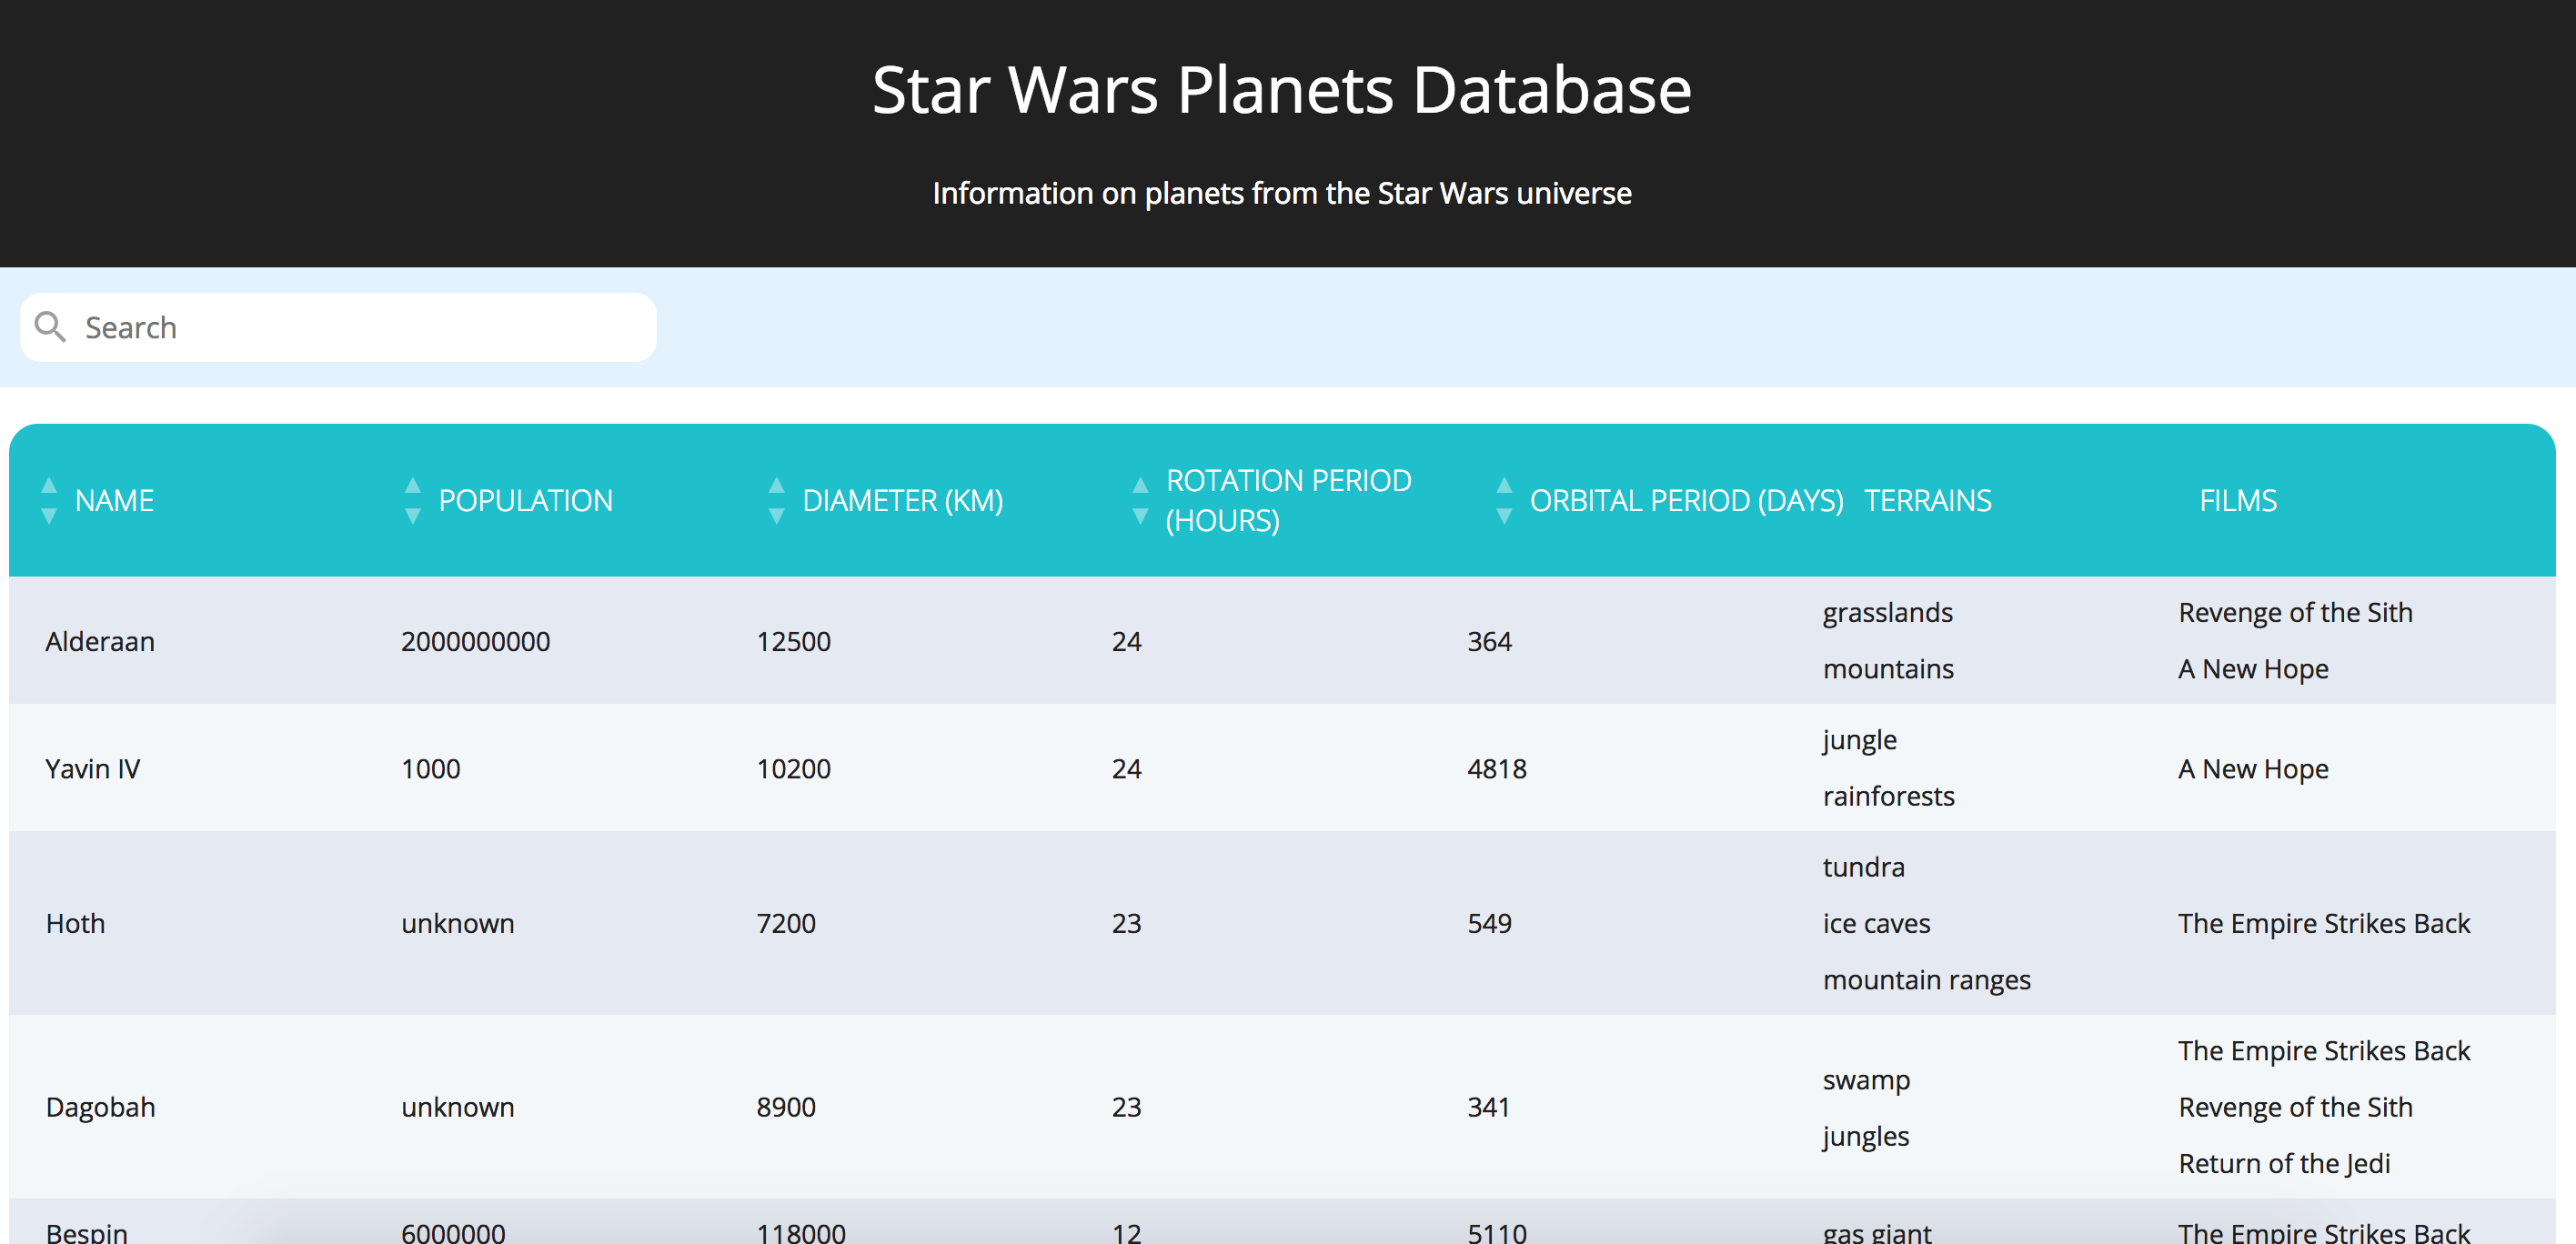 Star Wars Planets Database
Information on planets from the Star Wars universe
Search
NAME POPULATION DIAMETER (KM) ROTATION PERIOD (HOURS) ORBITAL PERIOD (DAYS) TERRAINS FILMS
Alderaan 2000000000 12500 24 364 grasslands Revenge of the Sith
mountains A New Hope
Yavin IV 1000 10200 24 4818 jungle A New Hope
rainforests
Hoth unknown 7200 23 549 tundra The Empire Strikes Back
ice caves
mountain ranges
Dagobah unknown 8900 23 341 swamp The Empire Strikes Back
jungles Revenge of the Sith
Return of the Jedi
Bespin 6000000 118000 12 5110 gas giant The Empire Strikes Back